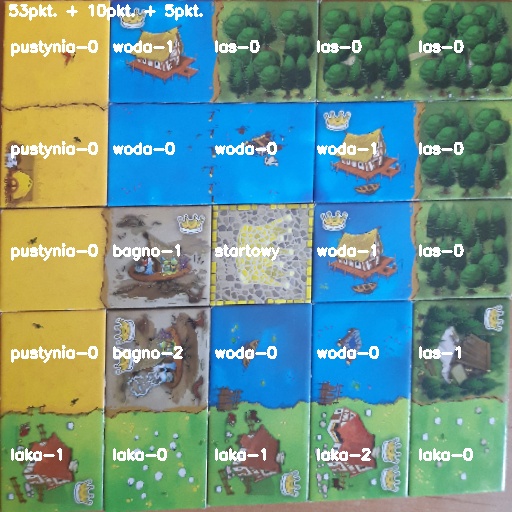 53pkt. + 10pkt. + 5pkt.
pustynia-0 woda-1 las-0 las-0 las-0
pustynia-0 woda-0 woda-0 woda-1 las-0
pustynia-0 bagno-1 startowy woda-1 las-0
pustynia-0 bagno-2 woda-0 woda-0 las-1
laka-1 laka-0 laka-1 laka-2 laka-0